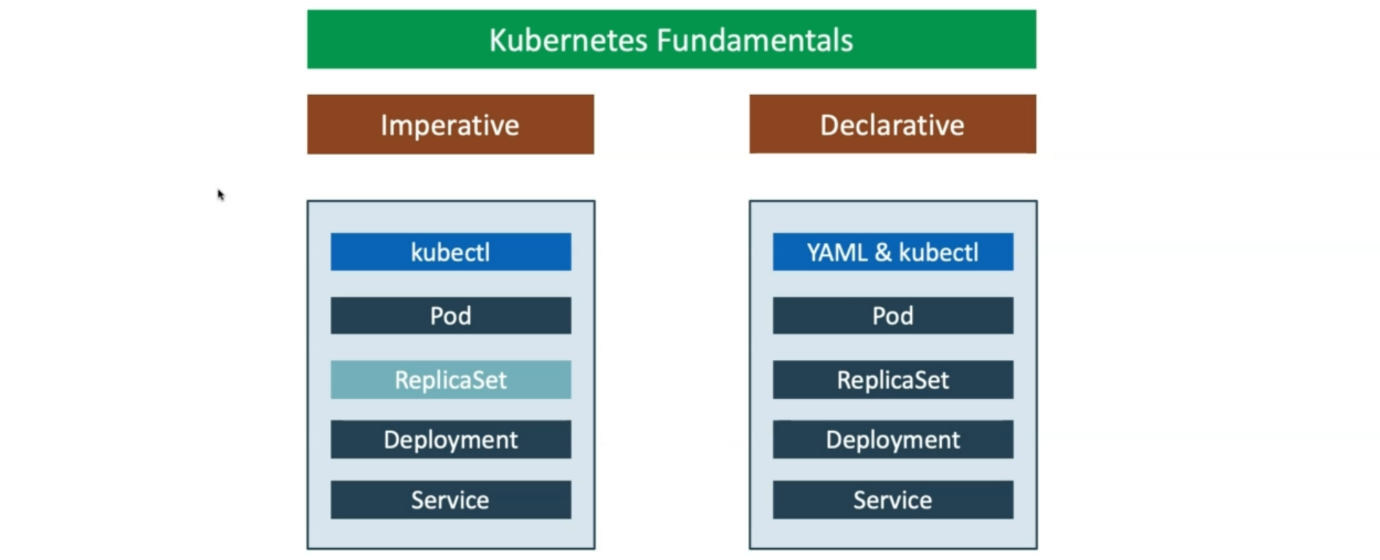 Kubernetes Fundamentals
Imperative
Declarative
kubectl
Pod
ReplicaSet
Deployment
Service
YAML & kubectl
Pod
ReplicaSet
Deployment
Service